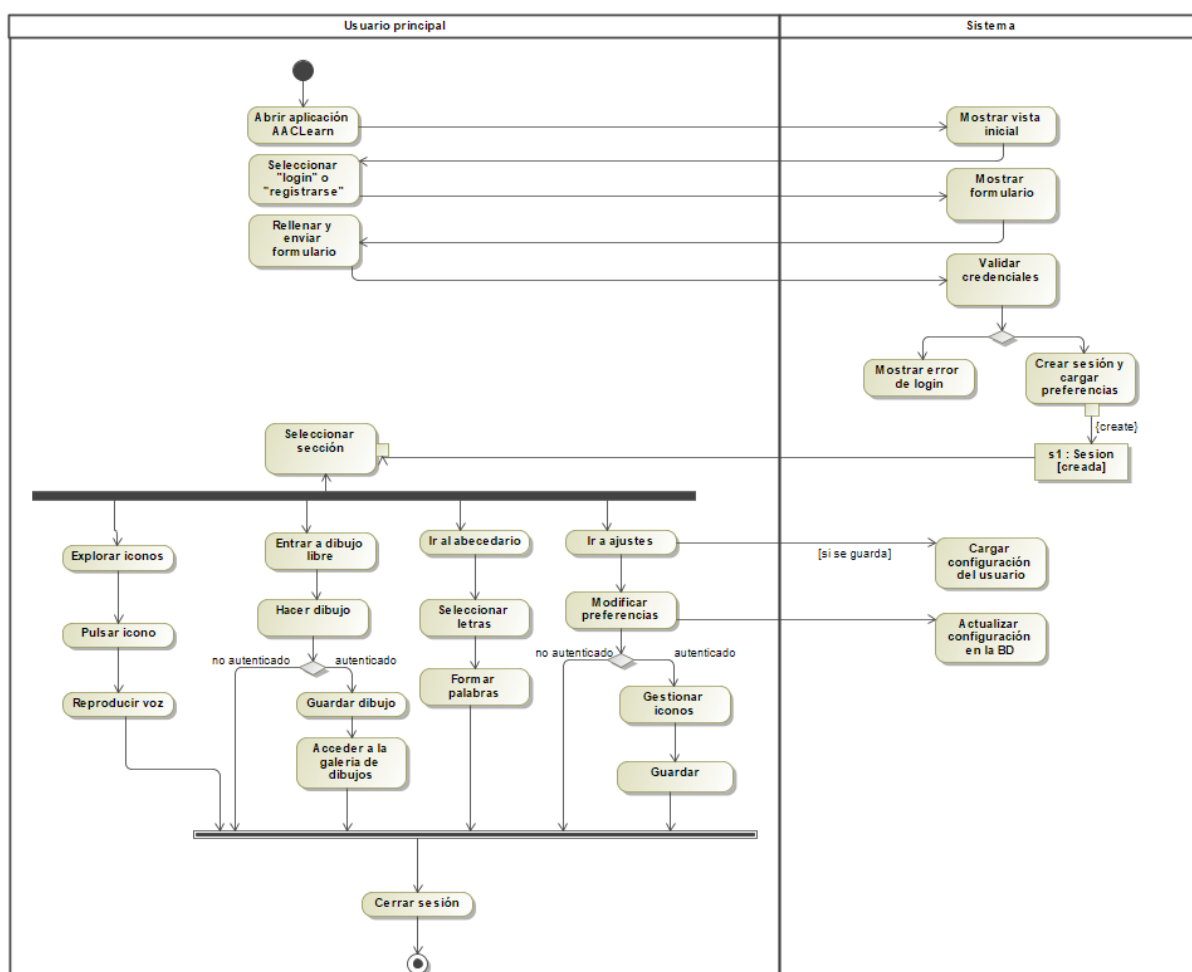 Usuario principal
Sistema
Abrir aplicación
AACLearn
Mostrar vista
inicial
Seleccionar
"login" o
"registrarse"
Mostrar
formulario
Rellenar y
enviar
formulario
Validar
credenciales
Mostrar error
de login
Crear sesión y
cargar
preferencias
{create}
s1 : Sesion
[creada]
Seleccionar
sección
Explorar iconos
Pulsar icono
Reproducir voz
Entrar a dibujo
libre
Hacer dibujo
no autenticado
autenticado
Guardar dibujo
Acceder a la
galeria de
dibujos
Ir al abecedario
Seleccionar
letras
Formar
palabras
Ir a ajustes
[si se guarda]
Cargar
configuración
del usuario
Modificar
preferencias
Actualizar
configuración
en la BD
no autenticado
autenticado
Gestionar
iconos
Guardar
Cerrar sesión